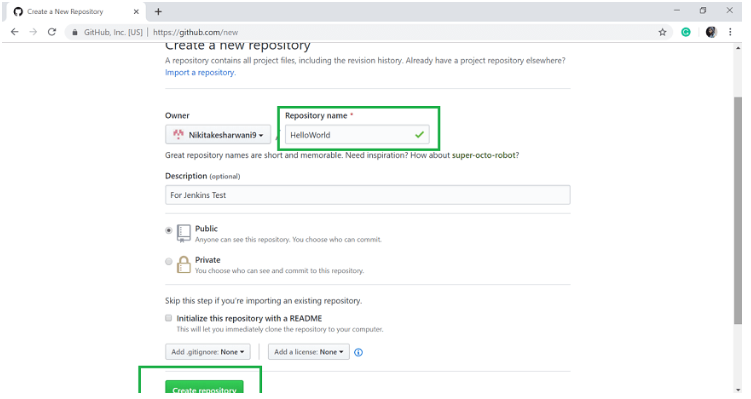 Create a New Repository
GitHub, Inc. [US] | https://github.com/new
Create a new repository
A repository contains all project files, including the revision history. Already have a project repository elsewhere?
Import a repository.
Owner
Repository name *
Nikitakesharwani9
/
HelloWorld
Great repository names are short and memorable. Need inspiration? How about super-octo-robot?
Description (optional)
For Jenkins Test
Public
Anyone can see this repository. You choose who can commit.
Private
You choose who can see and commit to this repository.
Skip this step if you're importing an existing repository.
Initialize this repository with a README
This will let you immediately clone the repository to your computer.
Add .gitignore: None
Add a license: None
Create repository